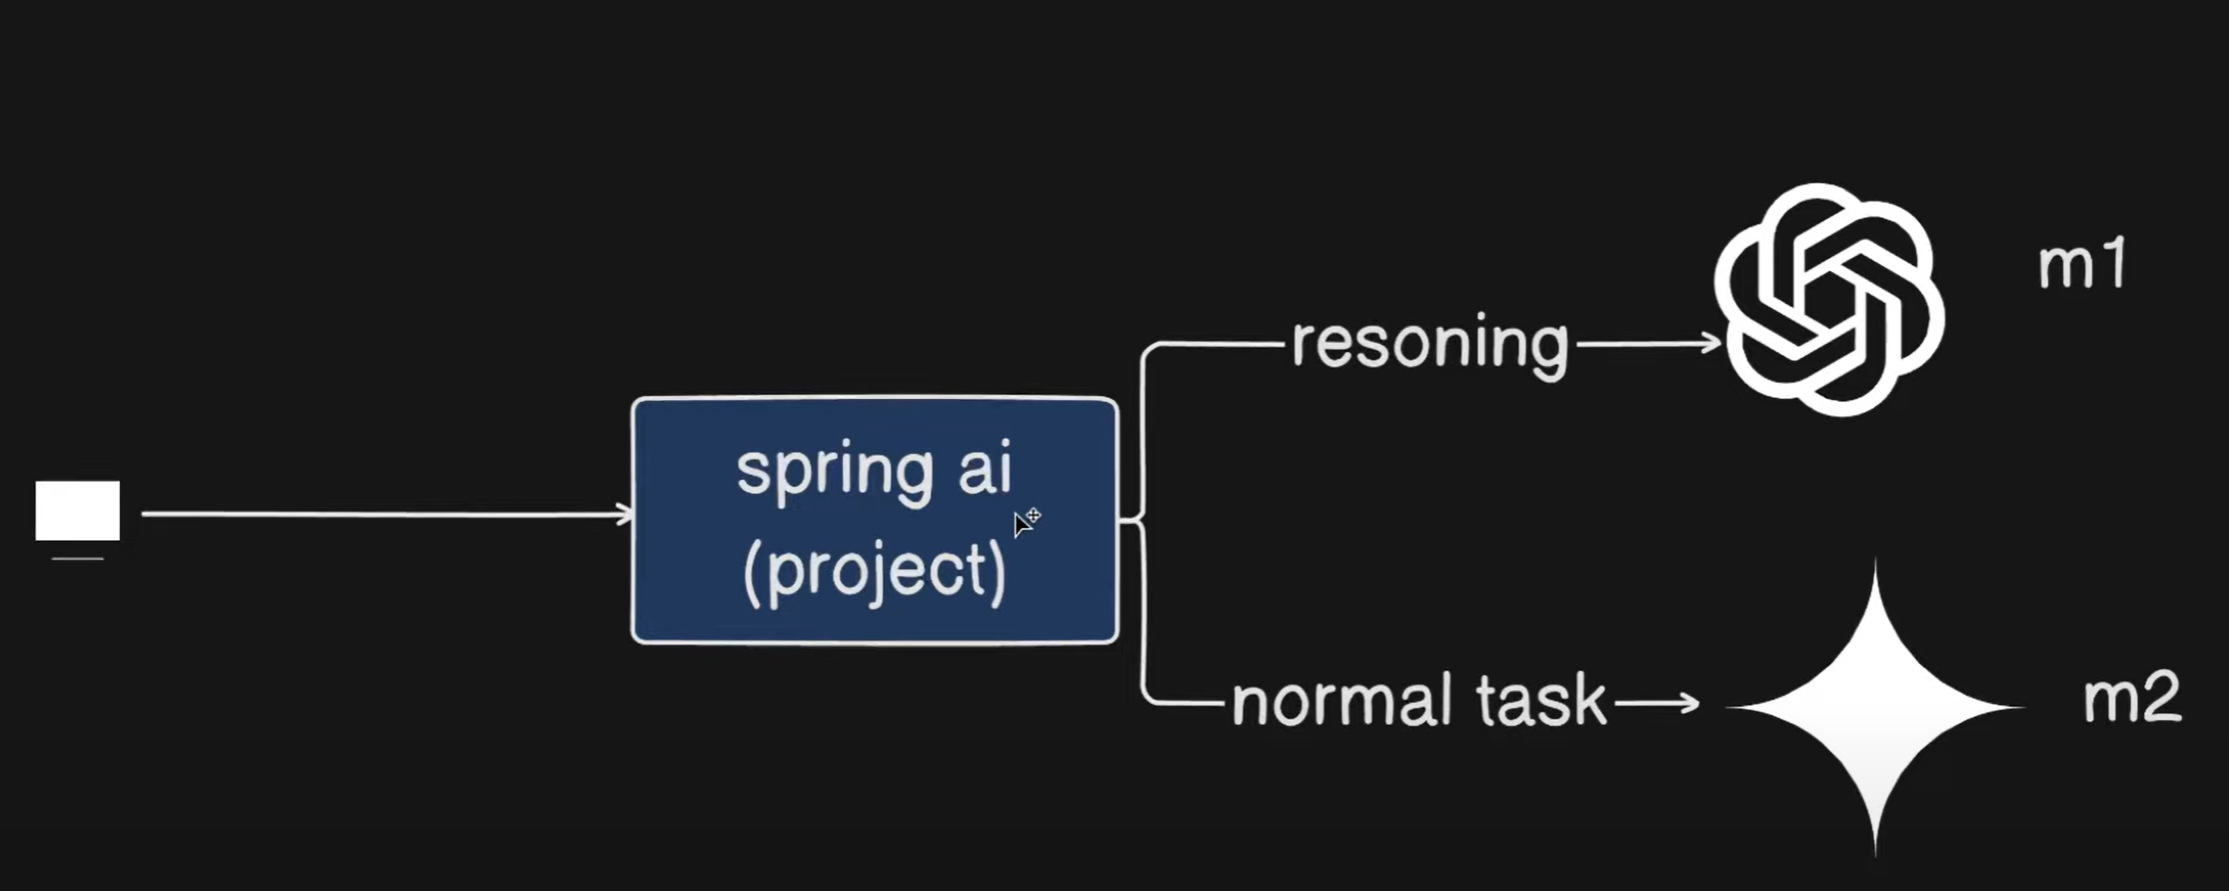 resoning
m1
spring ai
(project)
normal task
m2